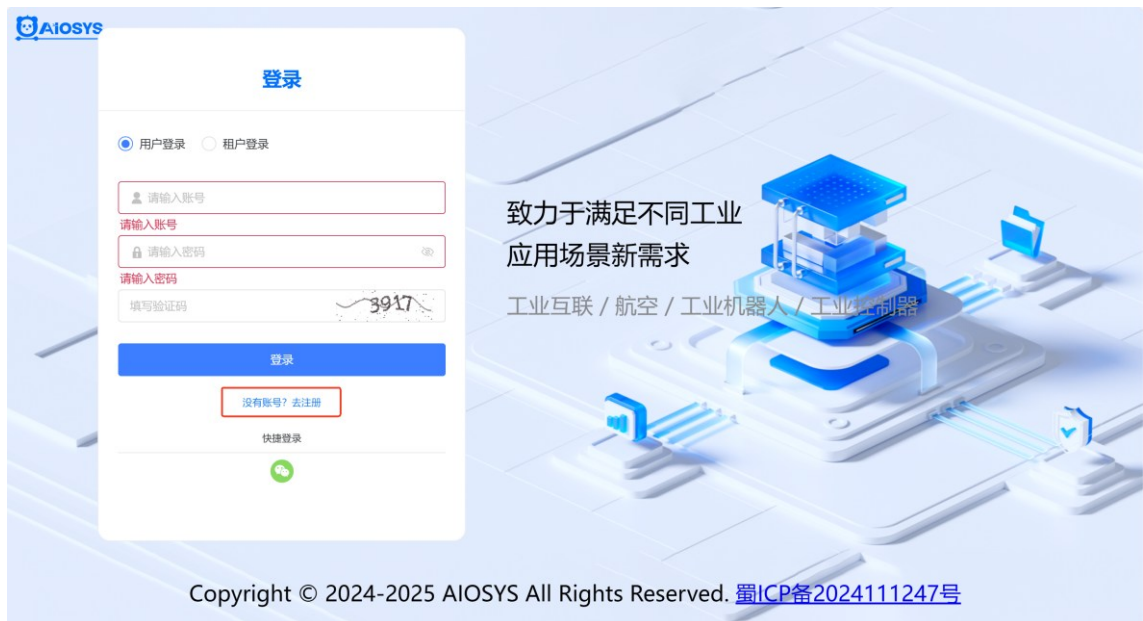 AIOSYS
登录
用户登录 租户登录
请输入账号
请输入账号
请输入密码
请输入密码
填写验证码 3917
登录
没有账号？去注册
快捷登录
致力于满足不同工业
应用场景新需求
工业互联 / 航空 / 工业机器人 / 工业控制器
Copyright © 2024-2025 AIOSYS All Rights Reserved. 蜀ICP备2024111247号